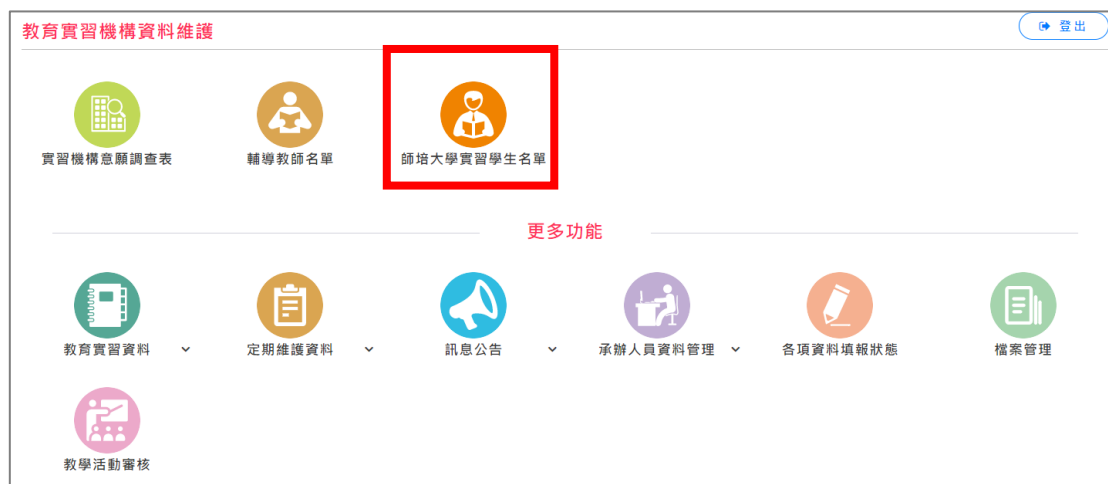 教育實習機構資料維護
登出
實習機構意願調查表
輔導教師名單
師培大學實習學生名單
更多功能
教育實習資料
定期維護資料
訊息公告
承辦人員資料管理
各項資料填報狀態
檔案管理
教學活動審核